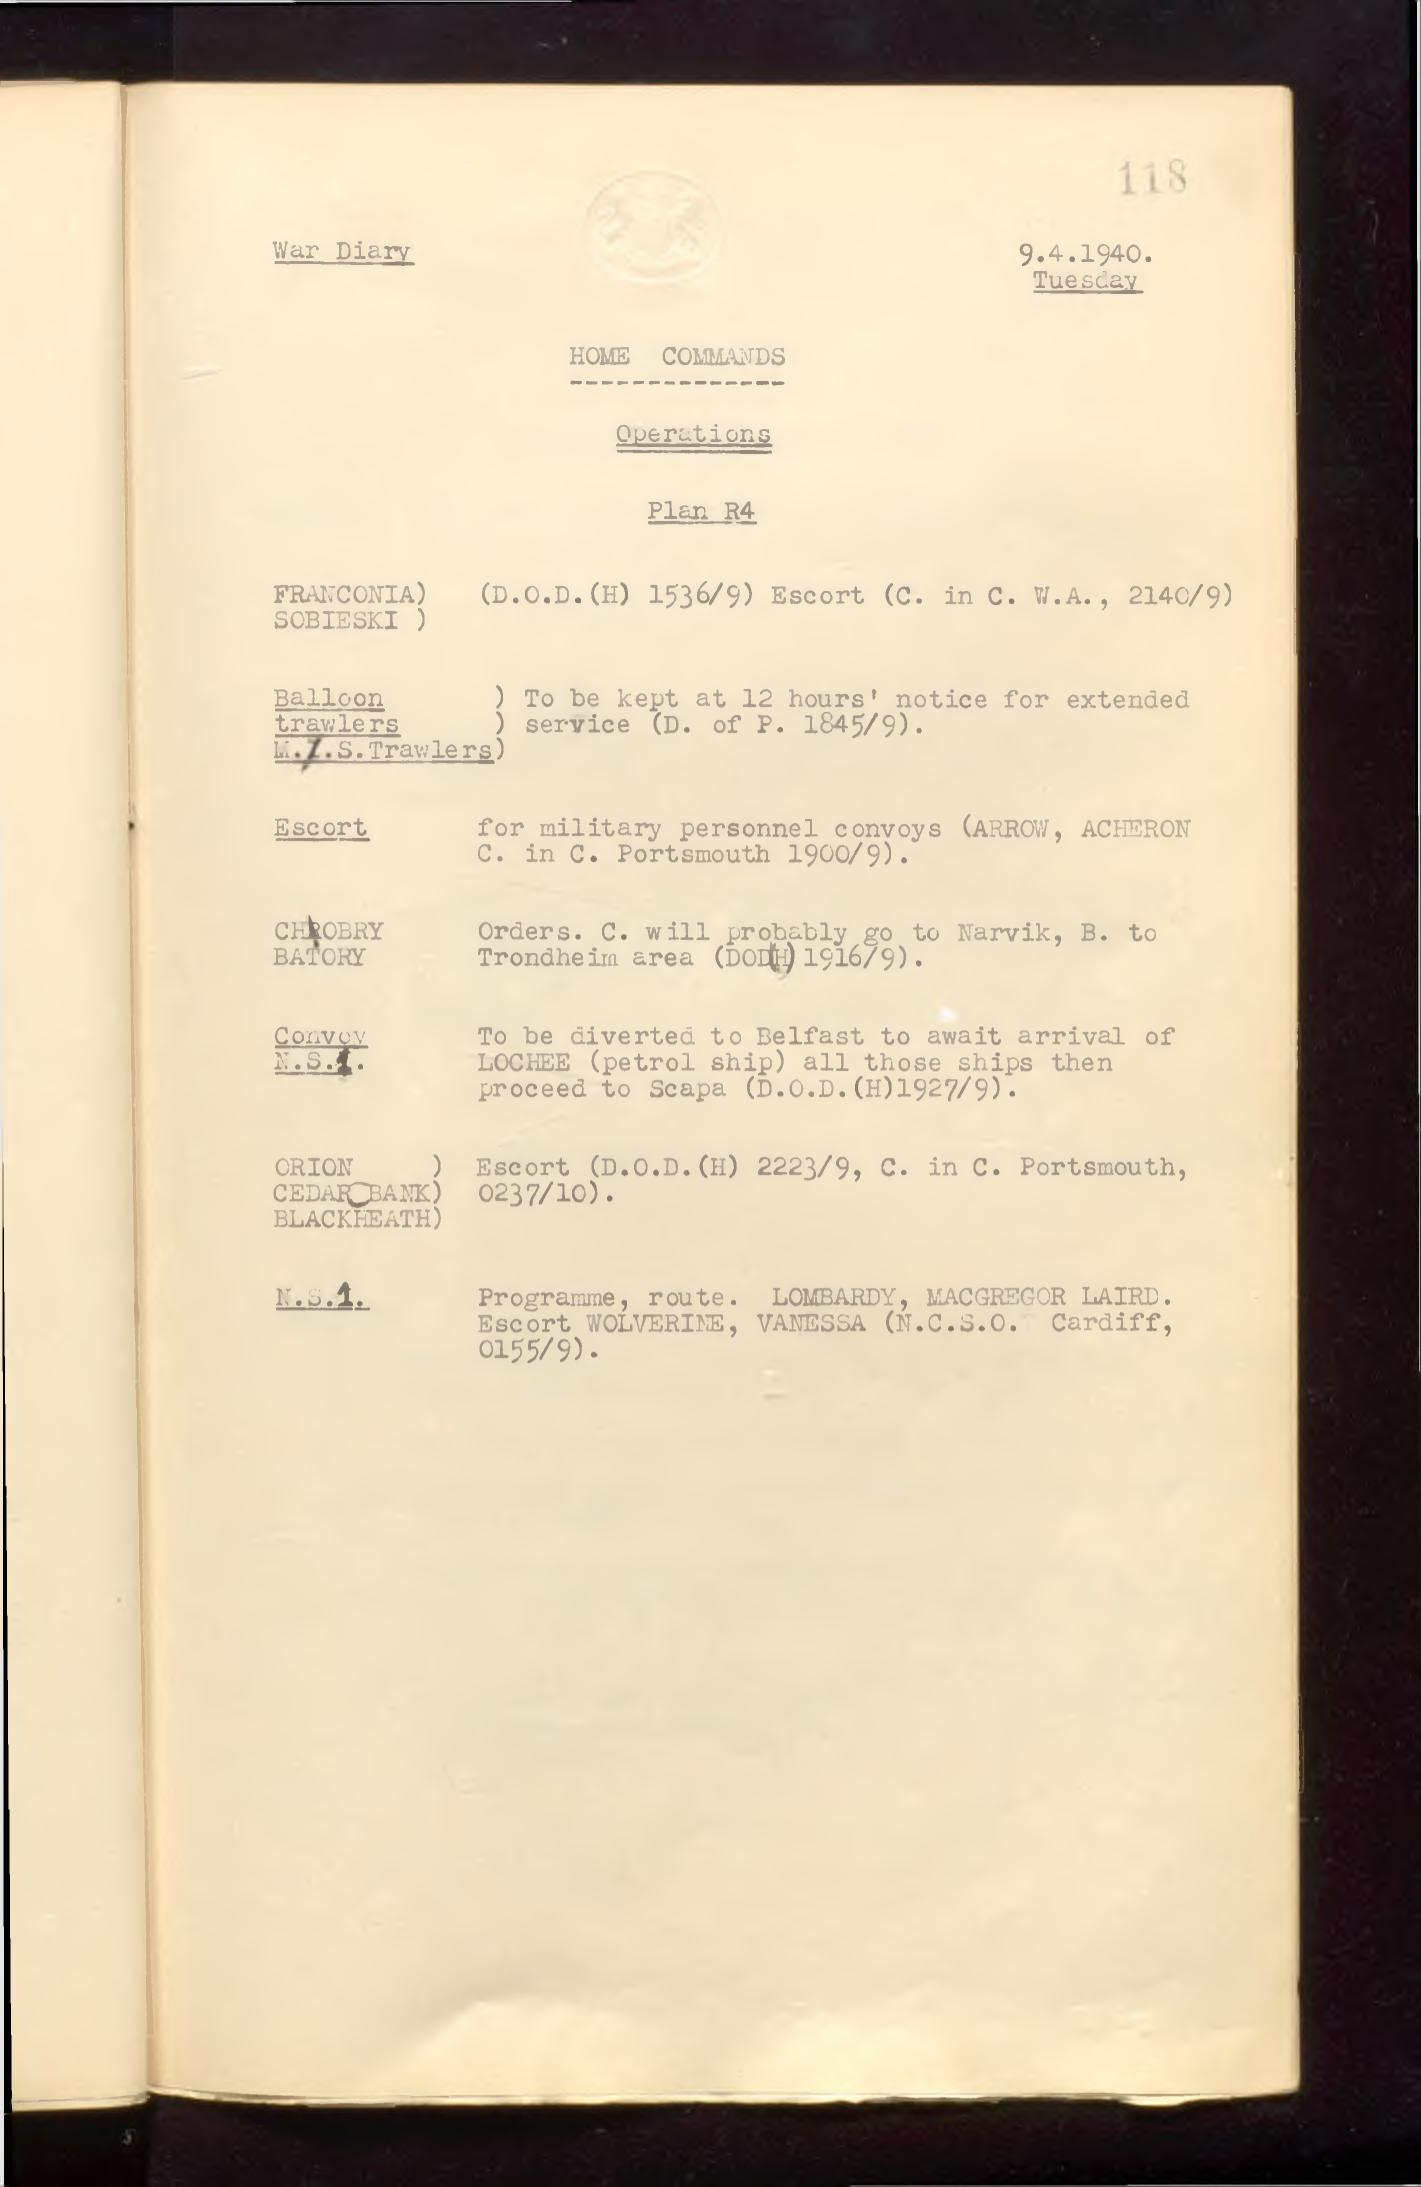 118
War Diary 9.4.1940.
Tuesday
HOME COMMANDS
---------------
Operations
Plan R4
FRANCONIA) (D.O.D.(H) 1536/9) Escort (C. in C. W.A., 2140/9)
SOBIESKI )
Balloon ) To be kept at 12 hours' notice for extended
trawlers ) service (D. of P. 1845/9).
M./.S.Trawlers)
Escort for military personnel convoys (ARROW, ACHERON
C. in C. Portsmouth 1900/9).
CHROBRY Orders. C. will probably go to Narvik, B. to
BATORY Trondheim area (DOD(H) 1916/9).
Convoy To be diverted to Belfast to await arrival of
N.S.1. LOCHEE (petrol ship) all those ships then
proceed to Scapa (D.O.D.(H)1927/9).
ORION ) Escort (D.O.D.(H) 2223/9, C. in C. Portsmouth,
CEDARBANK) 0237/10).
BLACKHEATH)
N.S.1. Programme, route. LOMBARDY, MACGREGOR LAIRD.
Escort WOLVERINE, VANESSA (N.C.S.O. Cardiff,
0155/9).